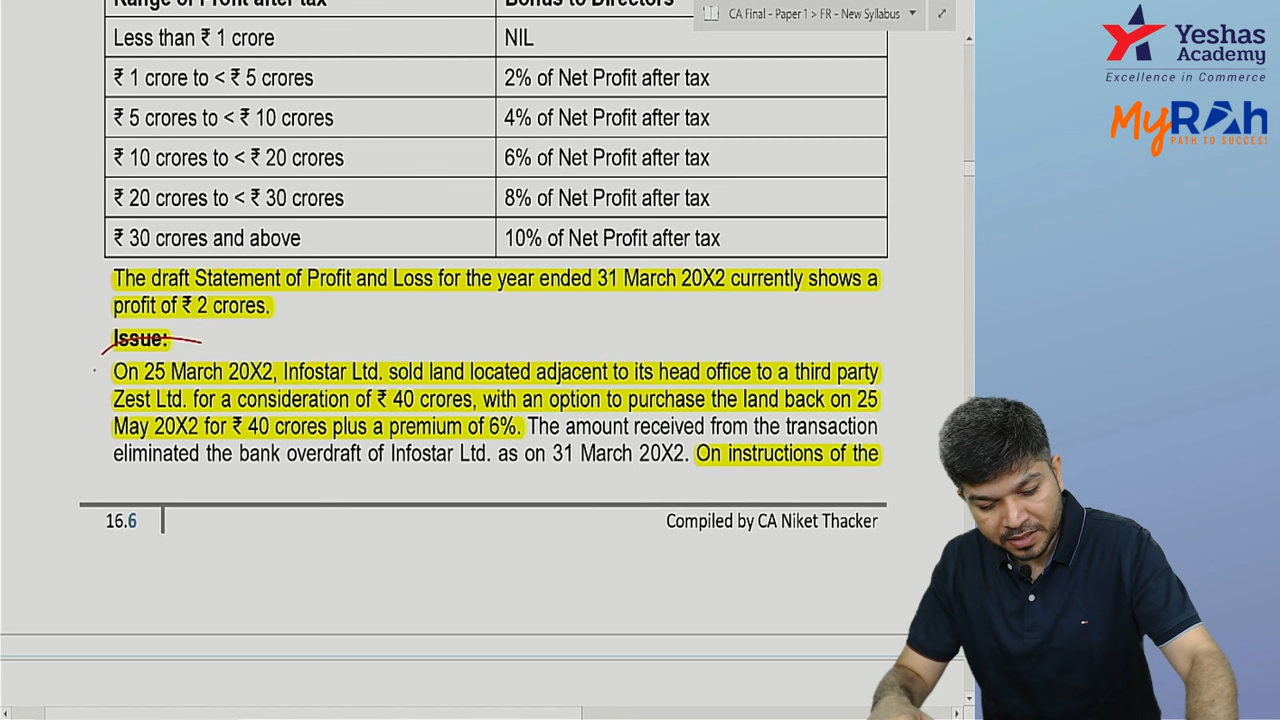 Range of Profit after tax Bonus to Directors
CA Final - Paper 1 > FR - New Syllabus
Less than ₹ 1 crore NIL
₹ 1 crore to < ₹ 5 crores 2% of Net Profit after tax
₹ 5 crores to < ₹ 10 crores 4% of Net Profit after tax
₹ 10 crores to < ₹ 20 crores 6% of Net Profit after tax
₹ 20 crores to < ₹ 30 crores 8% of Net Profit after tax
₹ 30 crores and above 10% of Net Profit after tax
The draft Statement of Profit and Loss for the year ended 31 March 20X2 currently shows a
profit of ₹ 2 crores.
Issue:
On 25 March 20X2, Infostar Ltd. sold land located adjacent to its head office to a third party
Zest Ltd. for a consideration of ₹ 40 crores, with an option to purchase the land back on 25
May 20X2 for ₹ 40 crores plus a premium of 6%. The amount received from the transaction
eliminated the bank overdraft of Infostar Ltd. as on 31 March 20X2. On instructions of the
16.6 Compiled by CA Niket Thacker
Yeshas
Academy
Excellence in Commerce
MyRAh
PATH TO SUCCESS